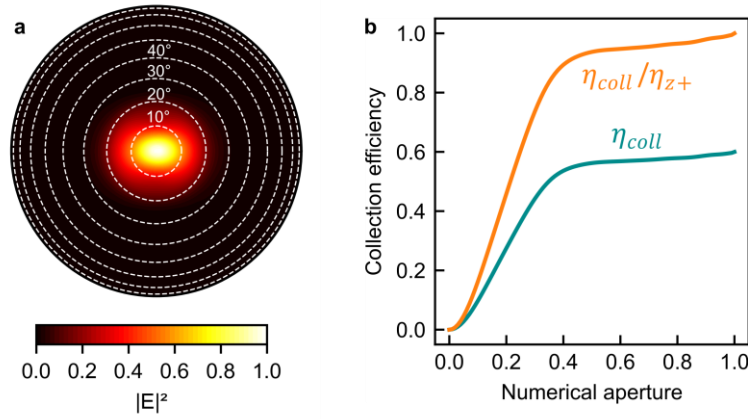 a
40°
30°
20°
10°
0.0 0.2 0.4 0.6 0.8 1.0
|E|²
b
Collection efficiency
1.0
0.8
0.6
0.4
0.2
0.0
η_coll/η_z+
η_coll
0.0 0.2 0.4 0.6 0.8 1.0
Numerical aperture